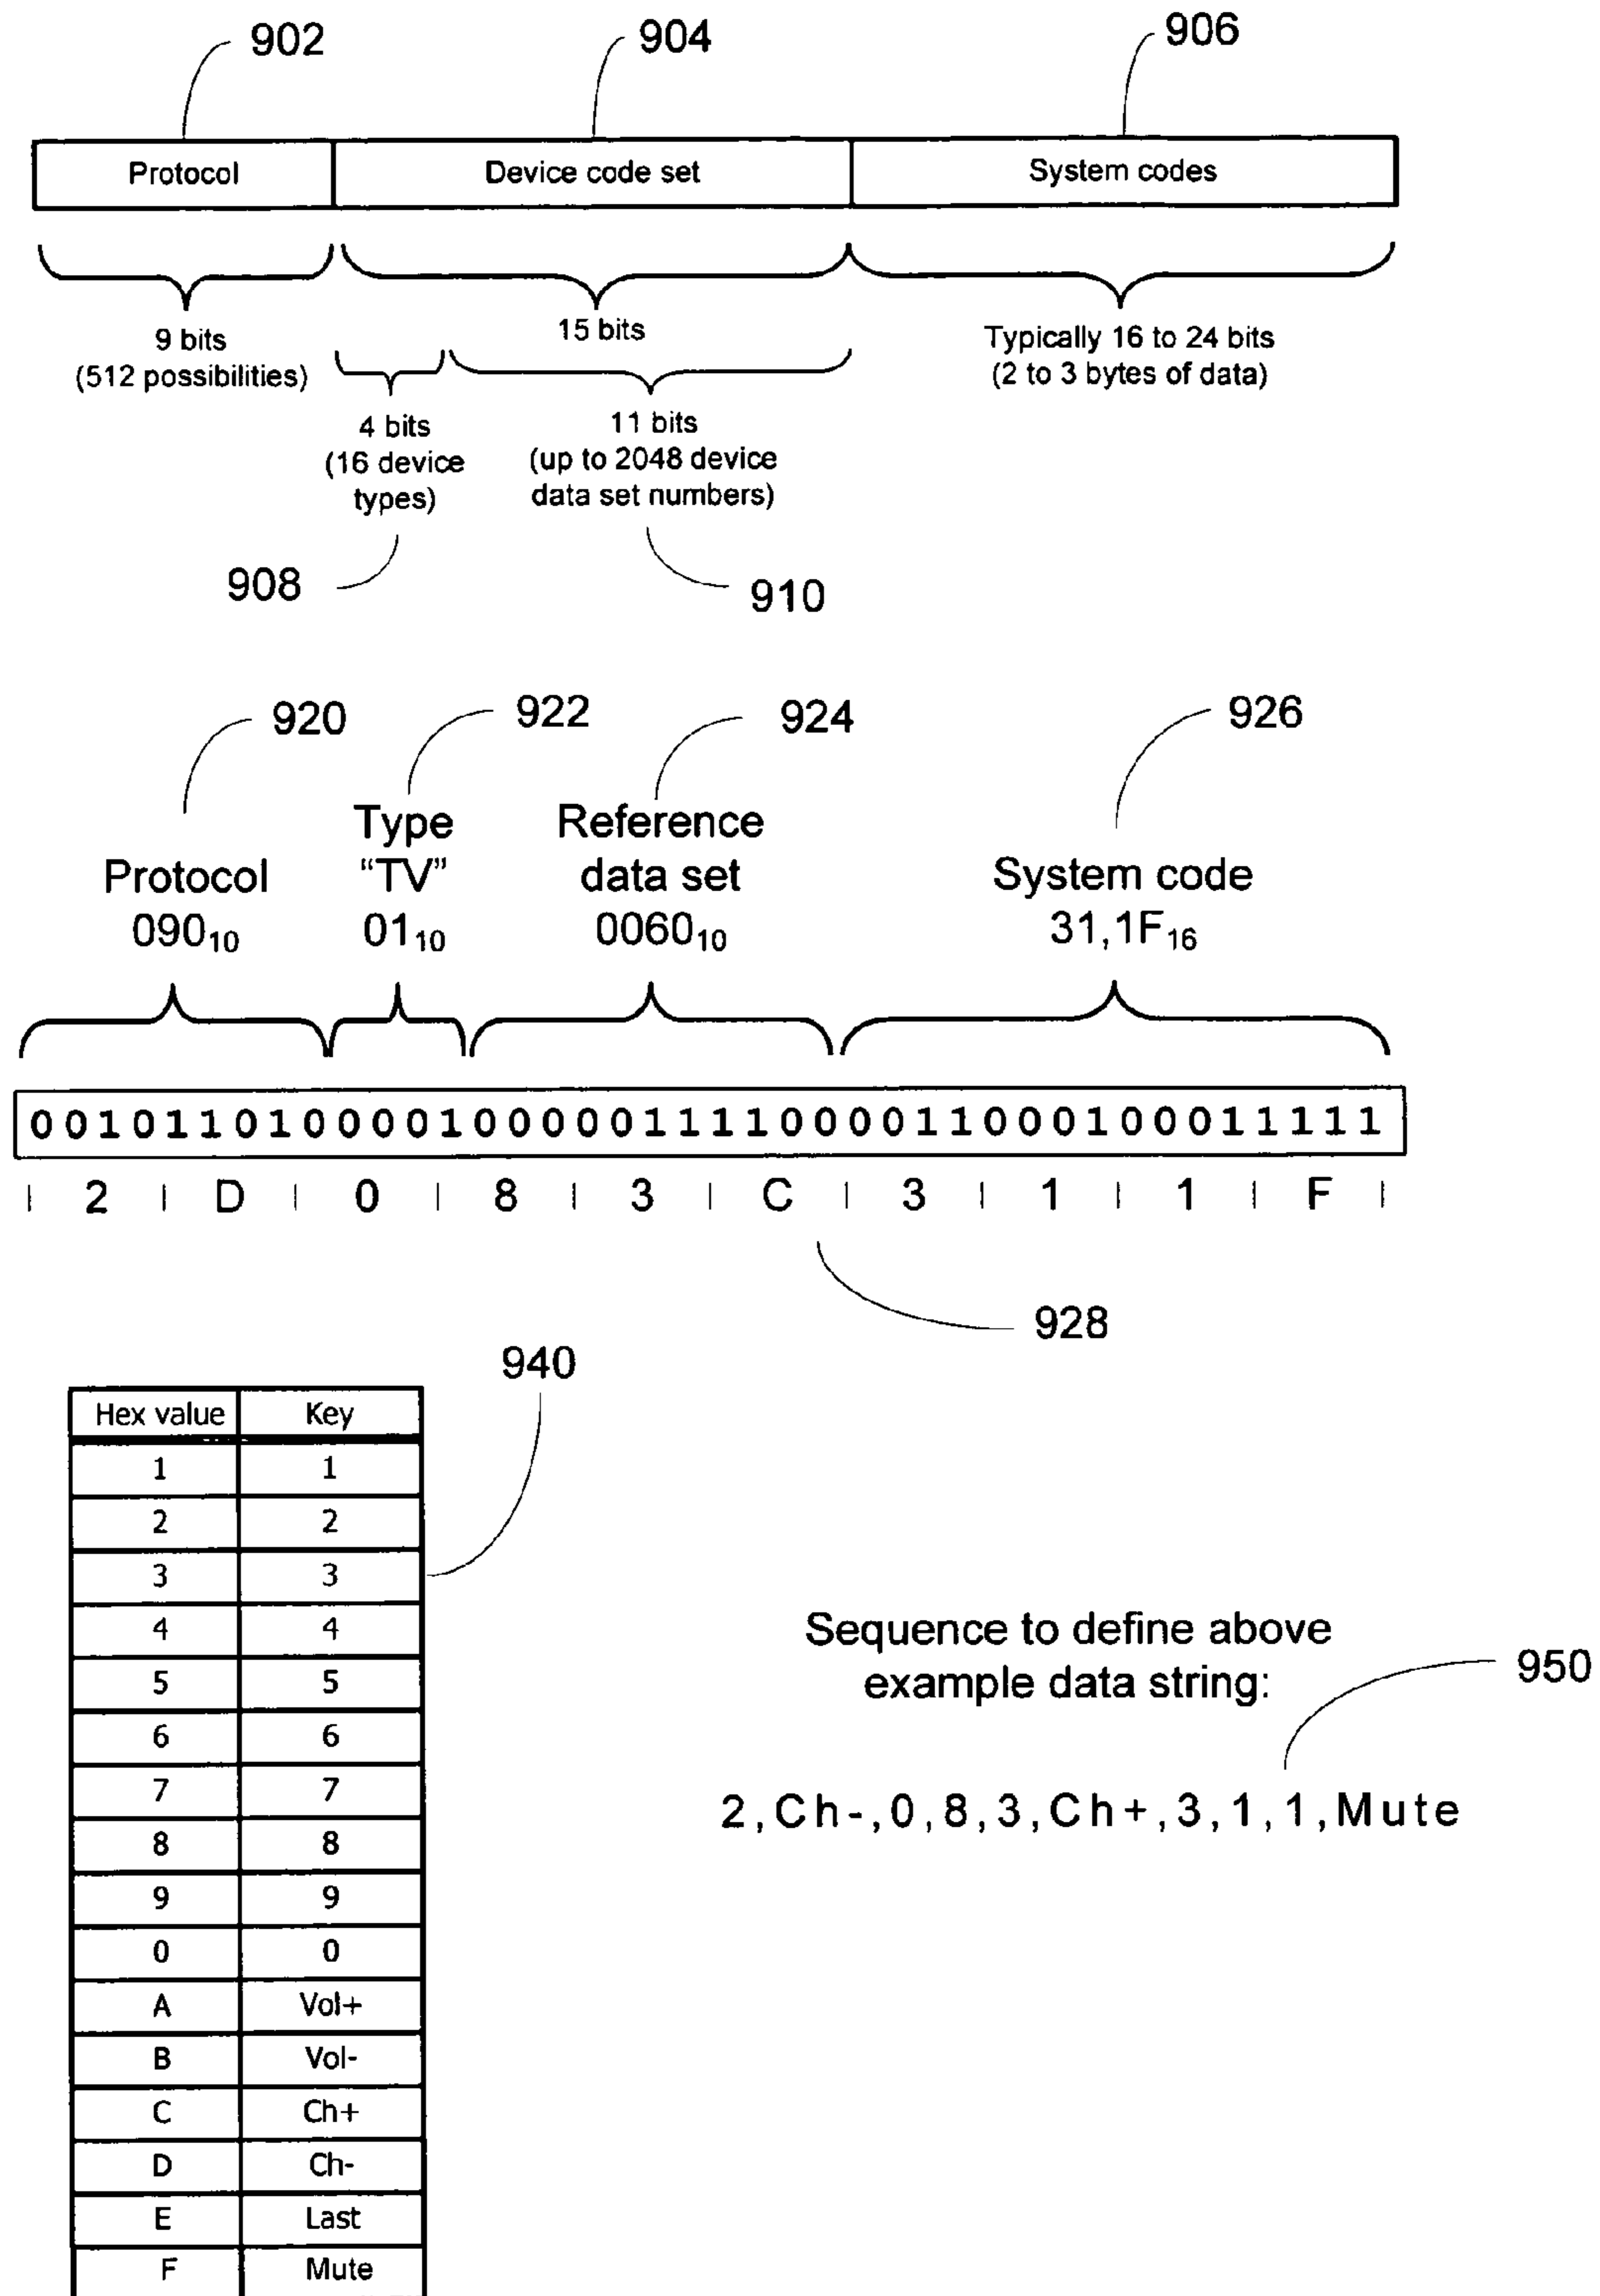 902 904 906
Protocol Device code set System codes
9 bits
(512 possibilities)
15 bits
Typically 16 to 24 bits
(2 to 3 bytes of data)
4 bits
(16 device
types)
11 bits
(up to 2048 device
data set numbers)
908 910
920 922 924 926
Protocol
090₁₀
Type
“TV”
01₁₀
Reference
data set
0060₁₀
System code
31,1F₁₆
0010110100001000001111000011000100011111
| 2 | D | 0 | 8 | 3 | C | 3 | 1 | 1 | F |
928
940
Hex value Key
1 1
2 2
3 3
4 4
5 5
6 6
7 7
8 8
9 9
0 0
A Vol+
B Vol-
C Ch+
D Ch-
E Last
F Mute
Sequence to define above
example data string:
950
2,Ch-,0,8,3,Ch+,3,1,1,Mute